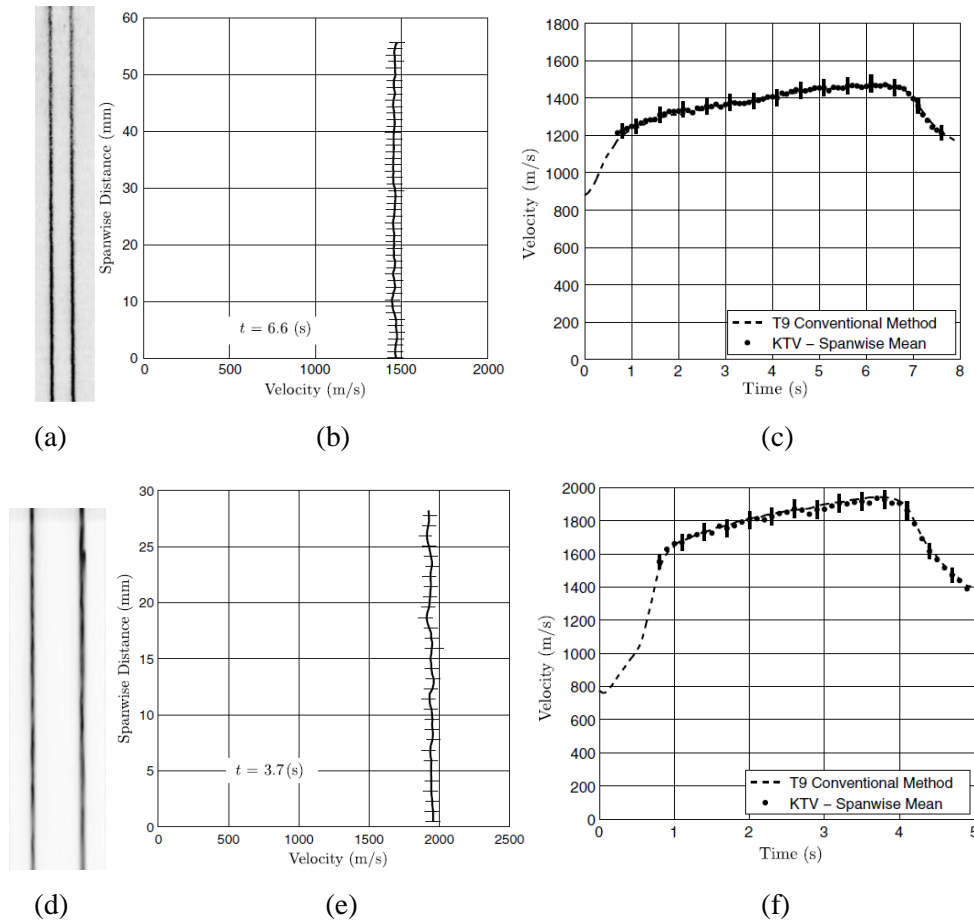 60
50
40
30
20
10
0
Spanwise Distance (mm)
t = 6.6 (s)
0 500 1000 1500 2000
Velocity (m/s)
1800
1600
1400
1200
1000
800
600
400
200
0
Velocity (m/s)
T9 Conventional Method
KTV – Spanwise Mean
0 1 2 3 4 5 6 7 8
Time (s)
(a) (b) (c)
30
25
20
15
10
5
0
Spanwise Distance (mm)
t = 3.7 (s)
0 500 1000 1500 2000 2500
Velocity (m/s)
2000
1800
1600
1400
1200
1000
800
600
400
200
0
Velocity (m/s)
T9 Conventional Method
KTV – Spanwise Mean
0 1 2 3 4 5
Time (s)
(d) (e) (f)